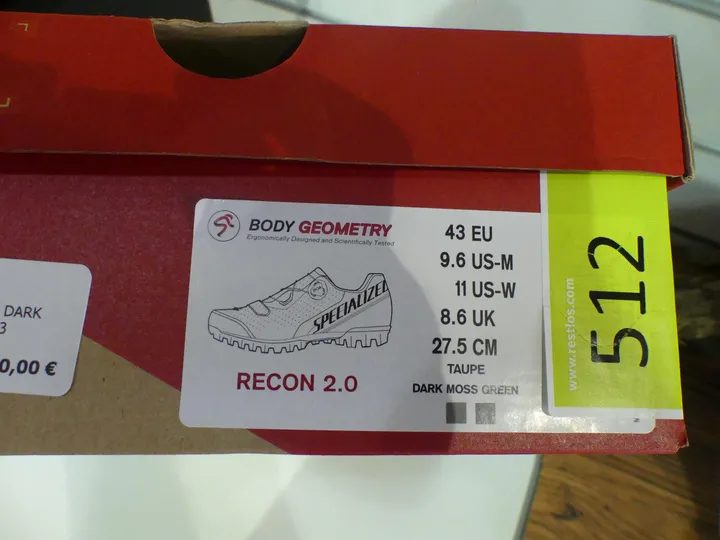 DARK
3
0,00 €
BODY GEOMETRY
Ergonomically Designed and Scientifically Tested
SPECIALIZED
RECON 2.0
43 EU
9.6 US-M
11 US-W
8.6 UK
27.5 CM
TAUPE
DARK MOSS GREEN
www.restlos.com
512